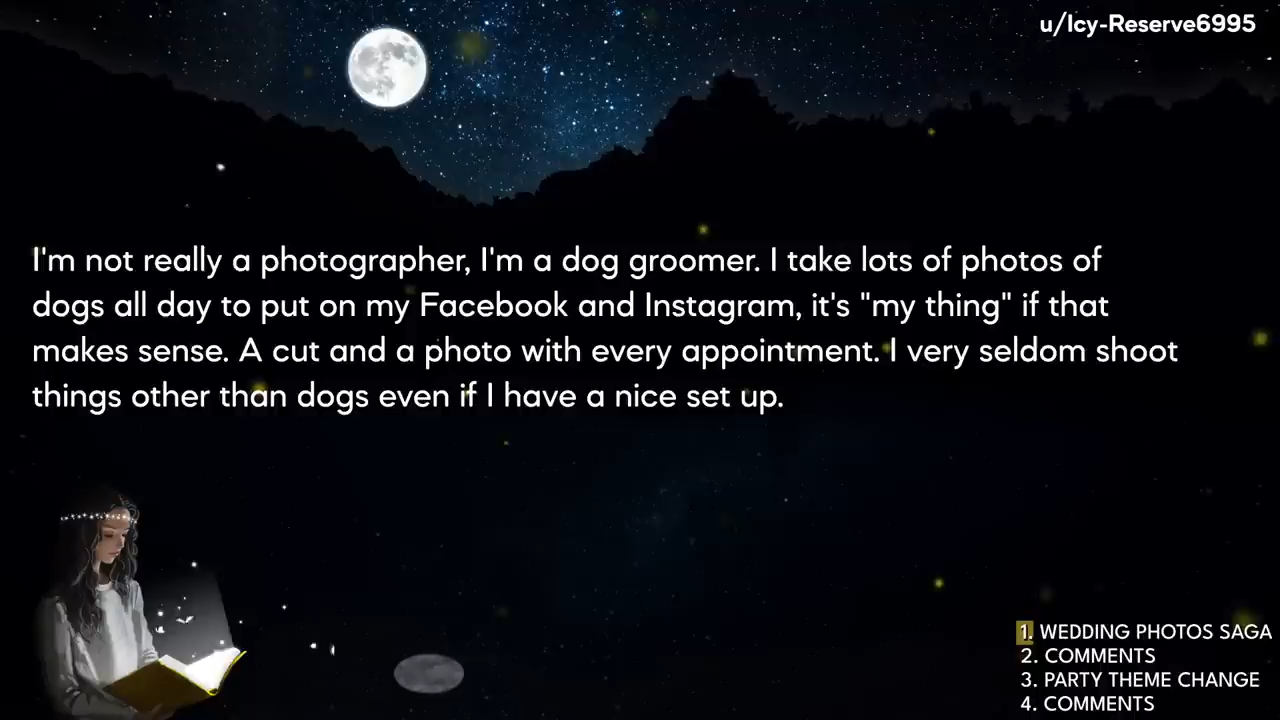 u/Icy-Reserve6995
I'm not really a photographer, I'm a dog groomer. I take lots of photos of
dogs all day to put on my Facebook and Instagram, it's "my thing" if that
makes sense. A cut and a photo with every appointment. I very seldom shoot
things other than dogs even if I have a nice set up.
1. WEDDING PHOTOS SAGA
2. COMMENTS
3. PARTY THEME CHANGE
4. COMMENTS